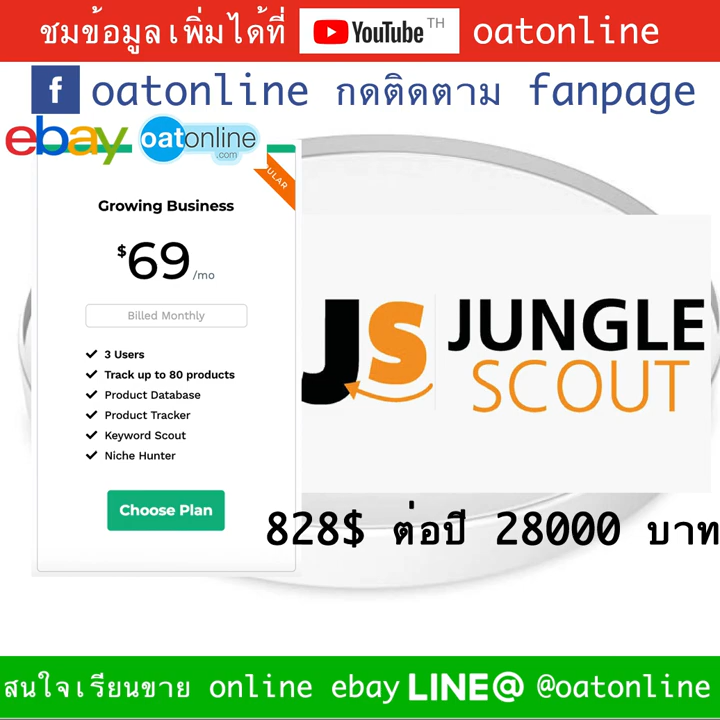 ชมข้อมูลเพิ่มได้ที่ YouTube TH oatonline
f oatonline กดติดตาม fanpage
ebay oatonline
.com
ULAR
Growing Business
$69/mo
Billed Monthly
3 Users
Track up to 80 products
Product Database
Product Tracker
Keyword Scout
Niche Hunter
Choose Plan
JS JUNGLE
SCOUT
828$ ต่อปี 28000 บาท
สนใจเรียนขาย online ebay LINE@ @oatonline